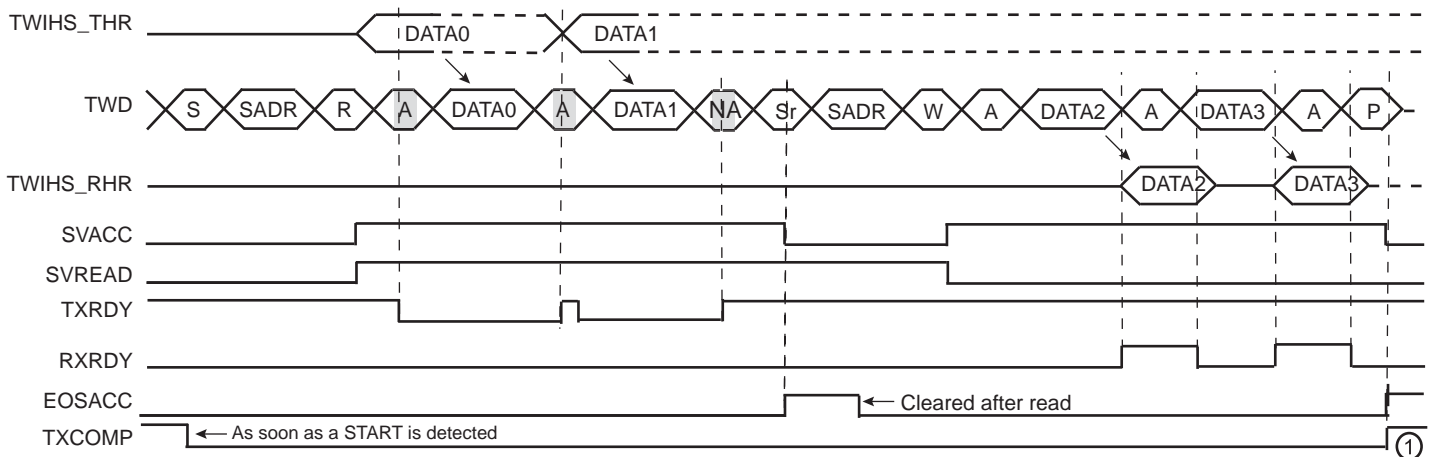 TWIHS_THR DATA0 DATA1
TWD S SADR R A DATA0 A DATA1 NA Sr SADR W A DATA2 A DATA3 A P
TWIHS_RHR DATA2 DATA3
SVACC
SVREAD
TXRDY
RXRDY
EOSACC Cleared after read
TXCOMP As soon as a START is detected 1